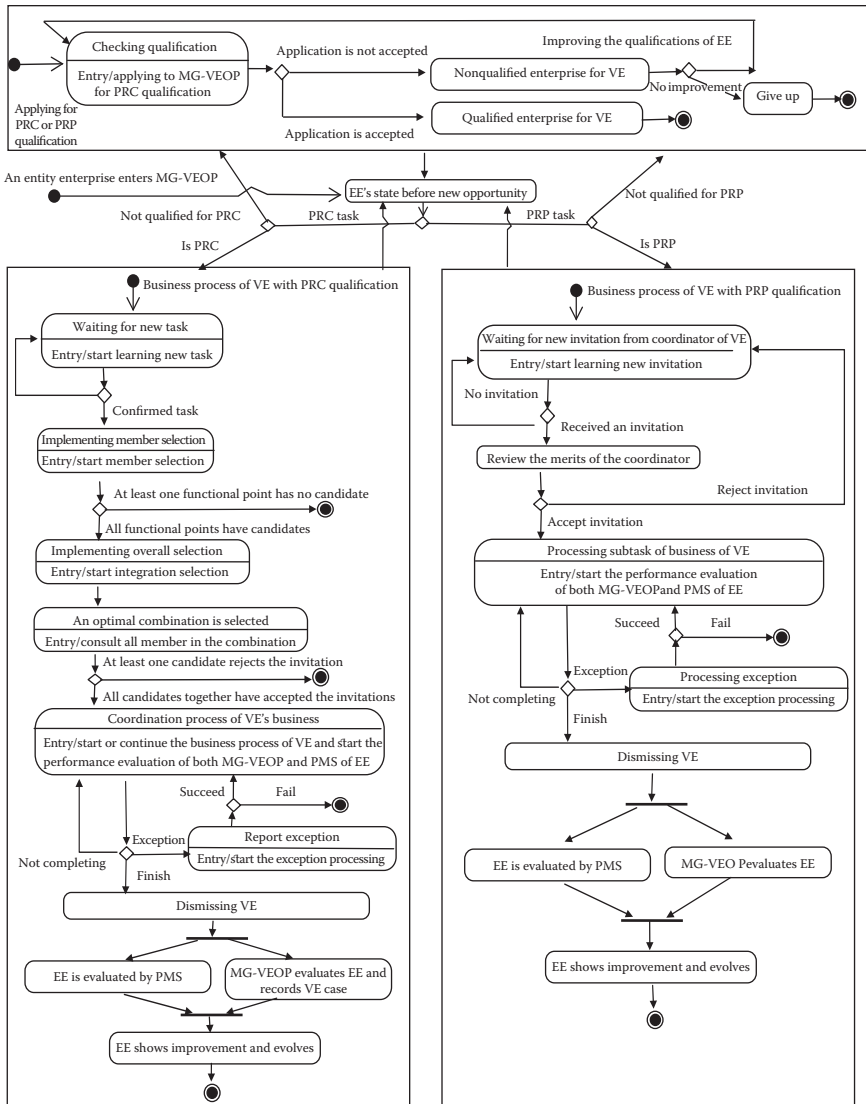 Checking qualification
Entry/applying to MG-VEOP
for PRC qualification
Applying for
PRC or PRP
qualification
Application is not accepted
Application is accepted
Improving the qualifications of EE
Nonqualified enterprise for VE
No improvement
Give up
Qualified enterprise for VE
An entity enterprise enters MG-VEOP
EE's state before new opportunity
Not qualified for PRC
PRC task
PRP task
Not qualified for PRP
Is PRC
Is PRP
Business process of VE with PRC qualification
Waiting for new task
Entry/start learning new task
Confirmed task
Implementing member selection
Entry/start member selection
At least one functional point has no candidate
All functional points have candidates
Implementing overall selection
Entry/start integration selection
An optimal combination is selected
Entry/consult all member in the combination
At least one candidate rejects the invitation
All candidates together have accepted the invitations
Coordination process of VE's business
Entry/start or continue the business process of VE and start the
performance evaluation of both MG-VEOP and PMS of EE
Succeed
Fail
Exception
Report exception
Entry/start the exception processing
Not completing
Finish
Dismissing VE
EE is evaluated by PMS
MG-VEOP evaluates EE and
records VE case
EE shows improvement and evolves
Business process of VE with PRP qualification
Waiting for new invitation from coordinator of VE
Entry/start learning new invitation
No invitation
Received an invitation
Review the merits of the coordinator
Reject invitation
Accept invitation
Processing subtask of business of VE
Entry/start the performance evaluation
of both MG-VEOPand PMS of EE
Succeed
Fail
Exception
Processing exception
Entry/start the exception processing
Not completing
Finish
Dismissing VE
EE is evaluated by PMS
MG-VEO Pevaluates EE
EE shows improvement and evolves